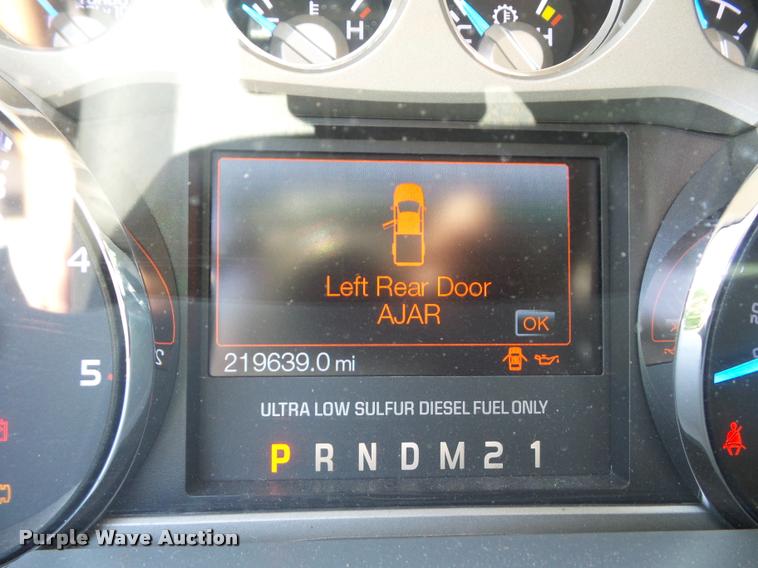 H
C
H
Left Rear Door
AJAR
OK
219639.0 mi
ULTRA LOW SULFUR DIESEL FUEL ONLY
P R N D M 2 1
4
5
Purple Wave Auction